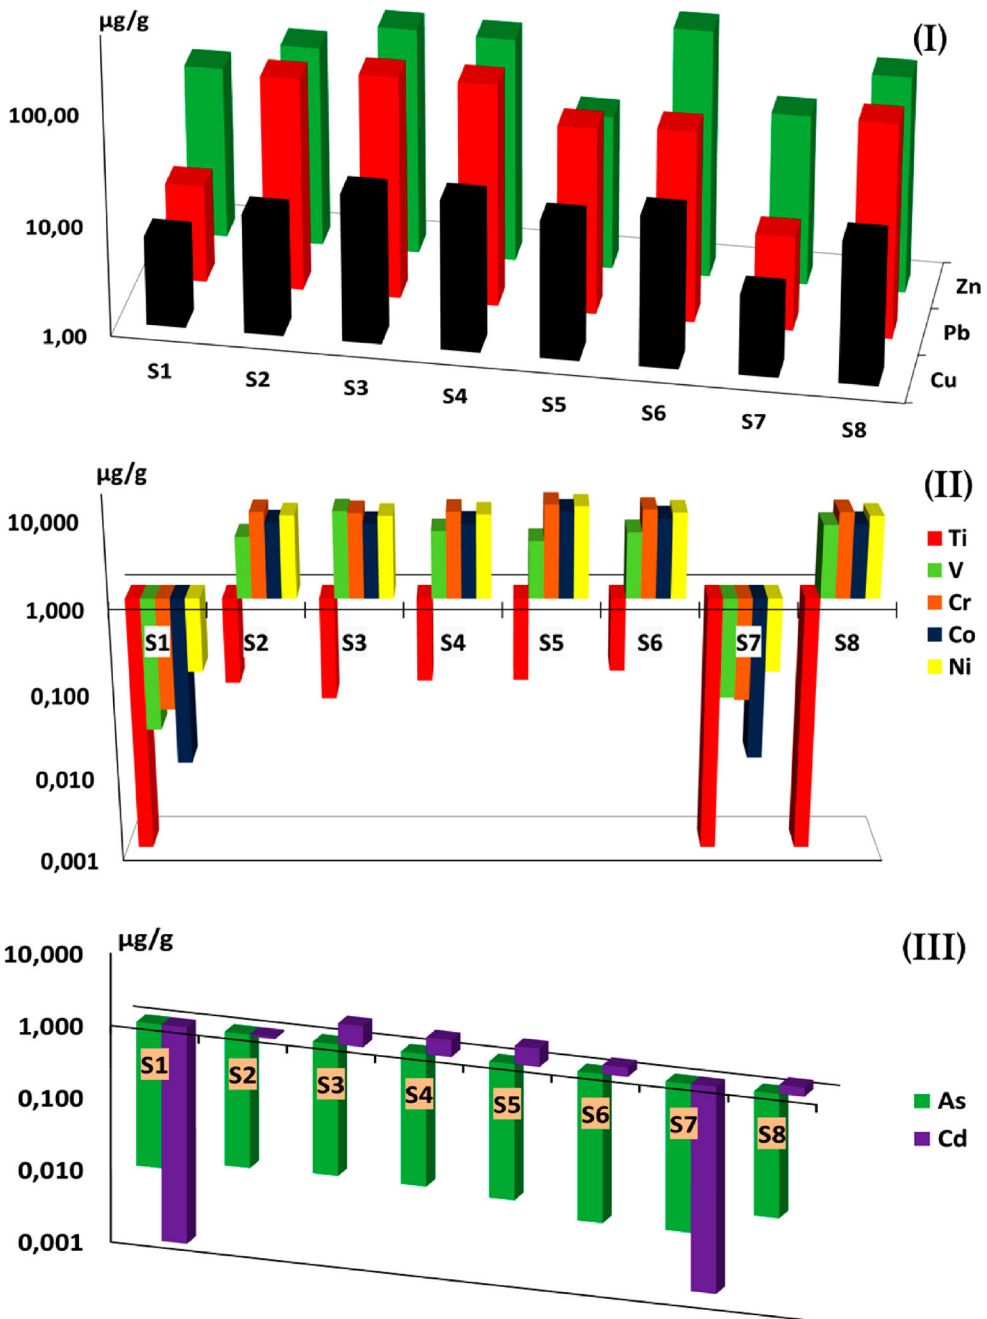 µg/g
(I)
100,00
10,00
1,00
S1
S2
S3
S4
S5
S6
S7
S8
Zn
Pb
Cu
µg/g
(II)
10,000
1,000
0,100
0,010
0,001
S1
S2
S3
S4
S5
S6
S7
S8
Ti
V
Cr
Co
Ni
µg/g
(III)
10,000
1,000
0,100
0,010
0,001
S1
S2
S3
S4
S5
S6
S7
S8
As
Cd